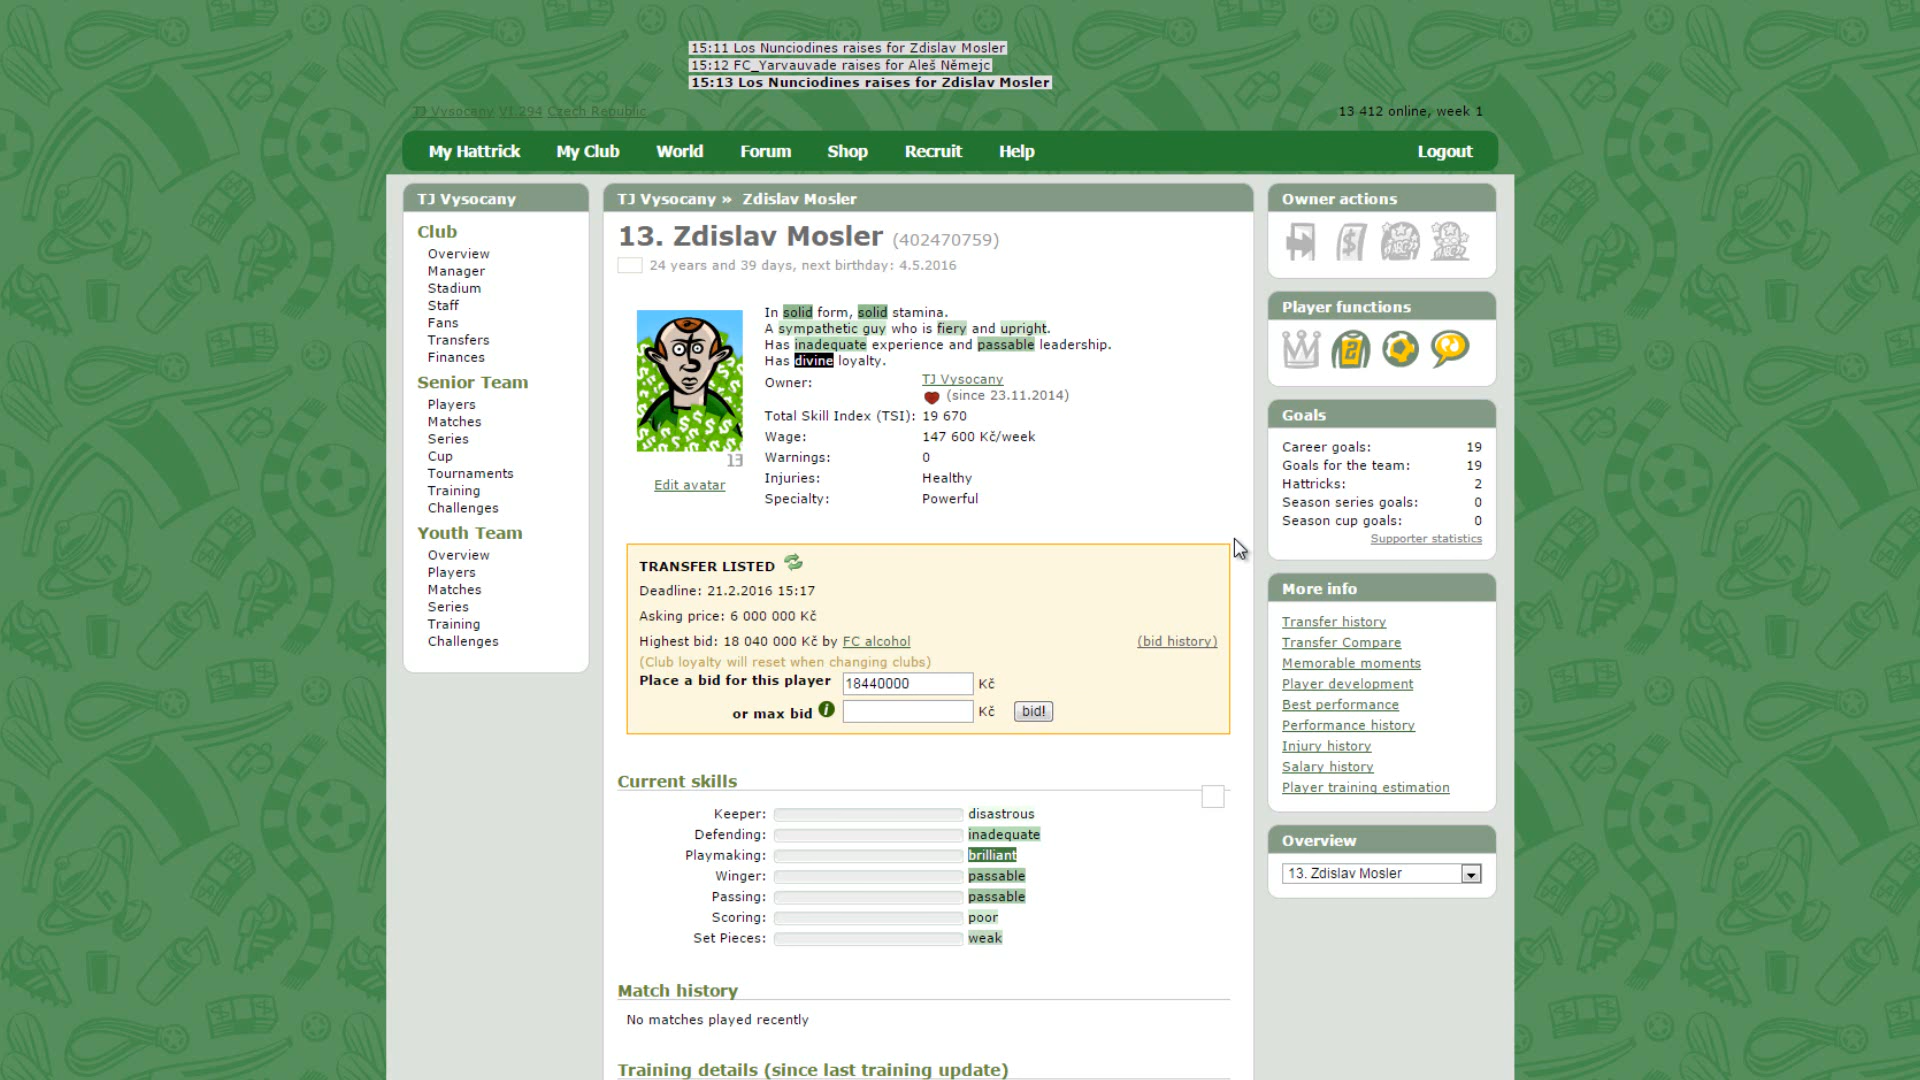 15:11 Los Nunciodines raises for Zdislav Mosler
15:12 FC_Yarvauvade raises for Aleš Němejc
15:13 Los Nunciodines raises for Zdislav Mosler
TJ Vysocany VI.294 Czech Republic
13 412 online, week 1
My Hattrick My Club World Forum Shop Recruit Help Logout
TJ Vysocany
Club
Overview
Manager
Stadium
Staff
Fans
Transfers
Finances
Senior Team
Players
Matches
Series
Cup
Tournaments
Training
Challenges
Youth Team
Overview
Players
Matches
Series
Training
Challenges
TJ Vysocany » Zdislav Mosler
13. Zdislav Mosler (402470759)
24 years and 39 days, next birthday: 4.5.2016
13
Edit avatar
In solid form, solid stamina.
A sympathetic guy who is fiery and upright.
Has inadequate experience and passable leadership.
Has divine loyalty.
Owner: TJ Vysocany
(since 23.11.2014)
Total Skill Index (TSI): 19 670
Wage: 147 600 Kč/week
Warnings: 0
Injuries: Healthy
Specialty: Powerful
TRANSFER LISTED
Deadline: 21.2.2016 15:17
Asking price: 6 000 000 Kč
Highest bid: 18 040 000 Kč by FC alcohol (bid history)
(Club loyalty will reset when changing clubs)
Place a bid for this player 18440000 Kč
or max bid i Kč bid!
Current skills
Keeper: disastrous
Defending: inadequate
Playmaking: brilliant
Winger: passable
Passing: passable
Scoring: poor
Set Pieces: weak
Match history
No matches played recently
Training details (since last training update)
Owner actions
Player functions
Goals
Career goals: 19
Goals for the team: 19
Hattricks: 2
Season series goals: 0
Season cup goals: 0
Supporter statistics
More info
Transfer history
Transfer Compare
Memorable moments
Player development
Best performance
Performance history
Injury history
Salary history
Player training estimation
Overview
13. Zdislav Mosler